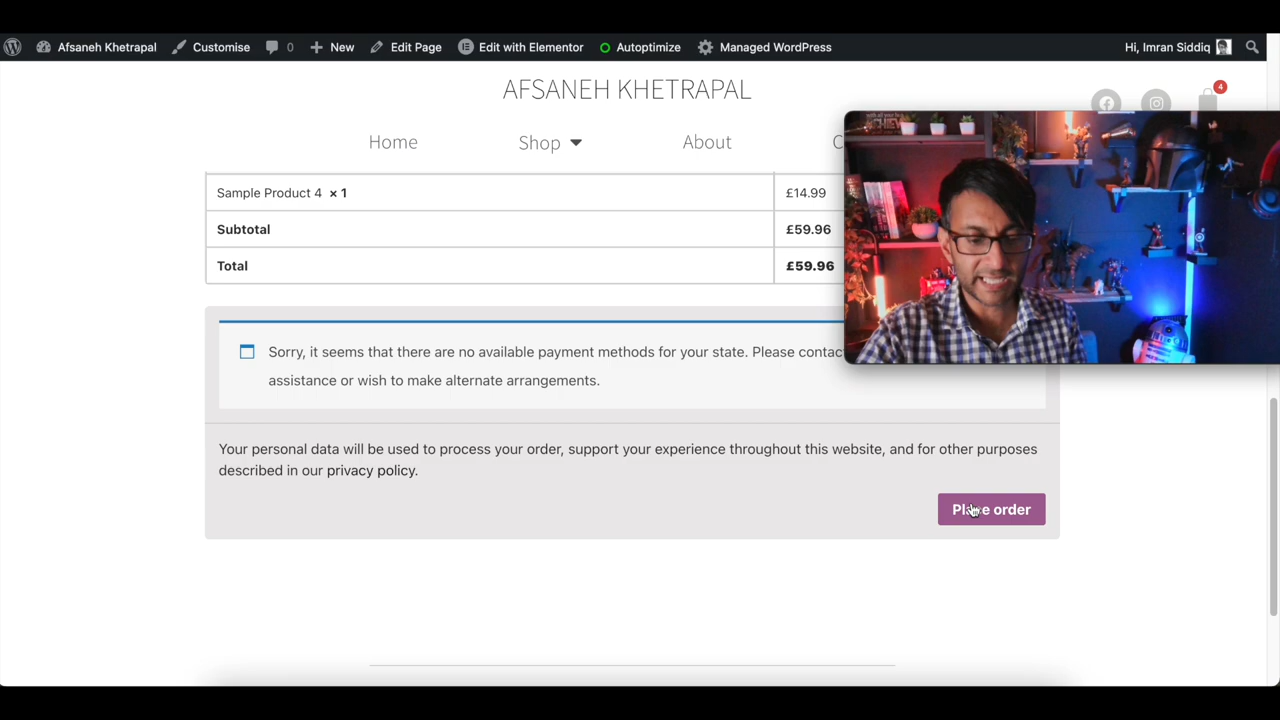 Afsaneh Khetrapal Customise 0 New Edit Page Edit with Elementor Autoptimize Managed WordPress Hi, Imran Siddiq
AFSANEH KHETRAPAL
4
Home Shop About C
Sample Product 4 × 1 £14.99
Subtotal £59.96
Total £59.96
Sorry, it seems that there are no available payment methods for your state. Please contac
assistance or wish to make alternate arrangements.
Your personal data will be used to process your order, support your experience throughout this website, and for other purposes
described in our privacy policy.
Place order